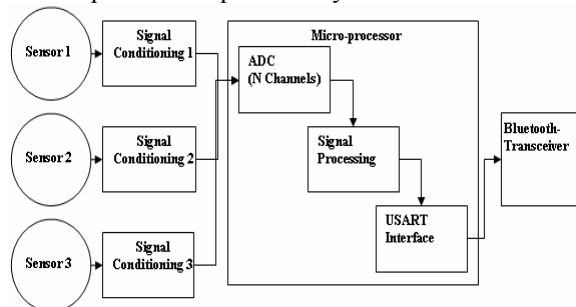 Sensor 1
Signal
Conditioning 1
Sensor 2
Signal
Conditioning 2
Sensor 3
Signal
Conditioning 3
Micro-processor
ADC
(N Channels)
Signal
Processing
USART
Interface
Bluetooth-
Transceiver